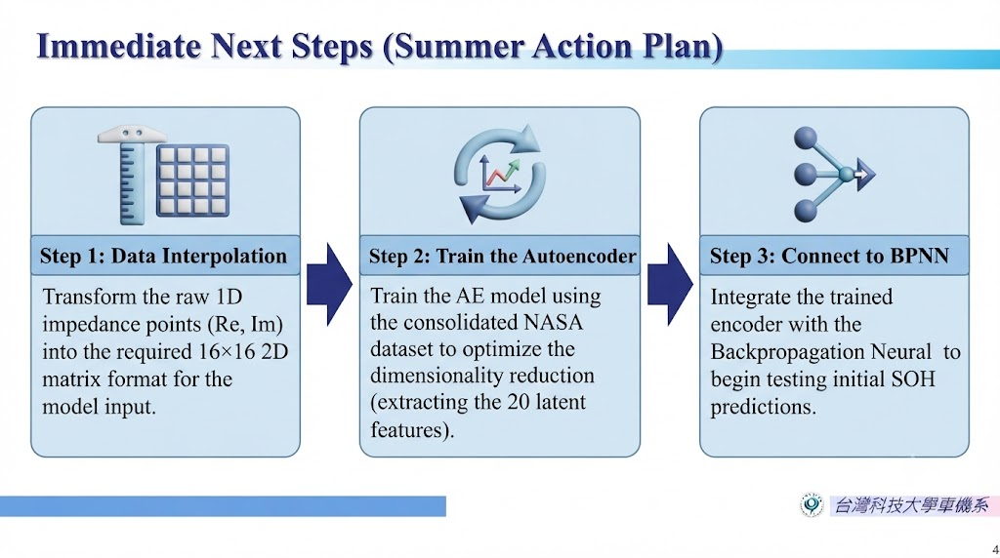 Immediate Next Steps (Summer Action Plan)
Step 1: Data Interpolation
Transform the raw 1D
impedance points (Re, Im)
into the required 16×16 2D
matrix format for the
model input.
Step 2: Train the Autoencoder
Train the AE model using
the consolidated NASA
dataset to optimize the
dimensionality reduction
(extracting the 20 latent
features).
Step 3: Connect to BPNN
Integrate the trained
encoder with the
Backpropagation Neural  to
begin testing initial SOH
predictions.
台灣科技大學車機系
4